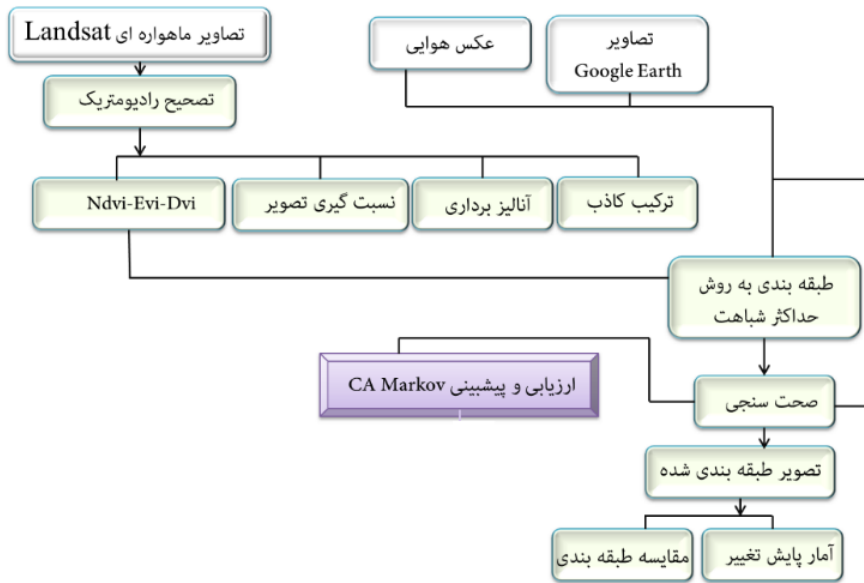 تصاویر ماهواره ای Landsat
عکس هوایی
تصاویر
Google Earth
تصحیح رادیومتریک
Ndvi-Evi-Dvi
نسبت گیری تصویر
آنالیز برداری
ترکیب کاذب
طبقه بندی به روش
حداکثر شباهت
ارزیابی و پیشبینی CA Markov
صحت سنجی
تصویر طبقه بندی شده
مقایسه طبقه بندی
آمار پایش تغییر